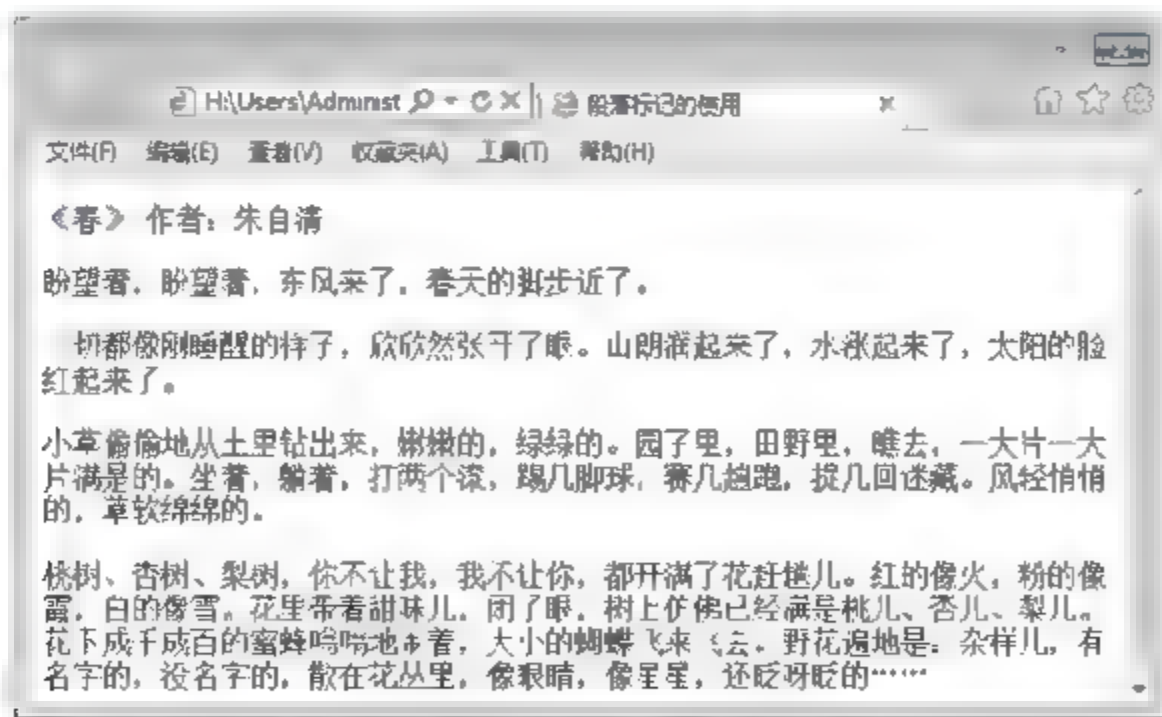 H:\Users\Administ
段落标记的使用
文件(F) 编辑(E) 查看(V) 收藏夹(A) 工具(T) 帮助(H)
《春》 作者：朱自清
盼望着，盼望着，东风来了，春天的脚步近了。
切都像刚睡醒的样子，欣欣然张开了眼。山朗润起来了，水涨起来了，太阳的脸
红起来了。
小草偷偷地从土里钻出来，嫩嫩的，绿绿的。园子里，田野里，瞧去，一大片一大
片满是的。坐着，躺着，打两个滚，踢几脚球，赛几趟跑，捉几回迷藏。风轻悄悄
的，草软绵绵的。
桃树、杏树、梨树，你不让我，我不让你，都开满了花赶趟儿。红的像火，粉的像
霞，白的像雪。花里带着甜味儿，闭了眼，树上仿佛已经满是桃儿、杏儿、梨儿。
花下成千成百的蜜蜂嗡嗡地着，大小的蝴蝶飞来去。野花遍地是：杂样儿，有
名字的，没名字的，散在花丛里，像眼睛，像星星，还眨呀眨的……